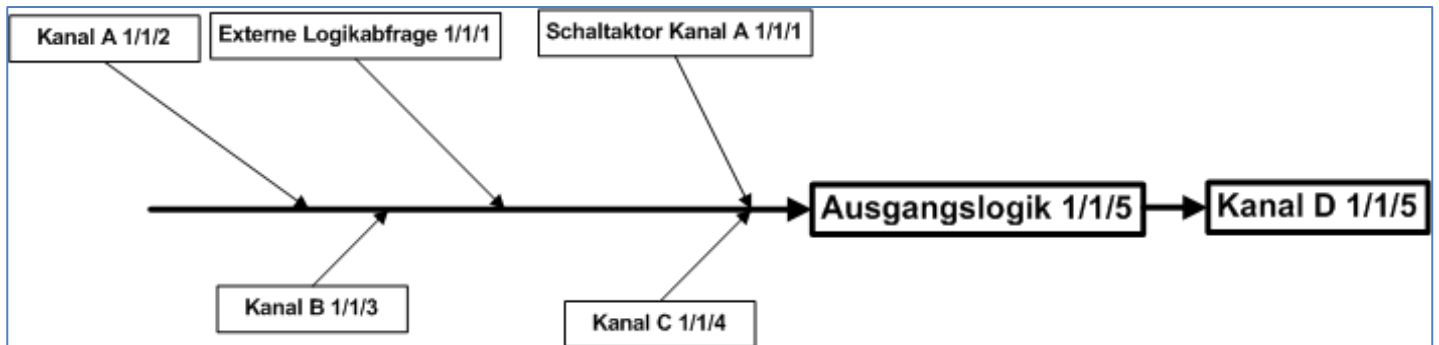 Kanal A 1/1/2
Externe Logikabfrage 1/1/1
Schaltaktor Kanal A 1/1/1
Ausgangslogik 1/1/5
Kanal D 1/1/5
Kanal B 1/1/3
Kanal C 1/1/4